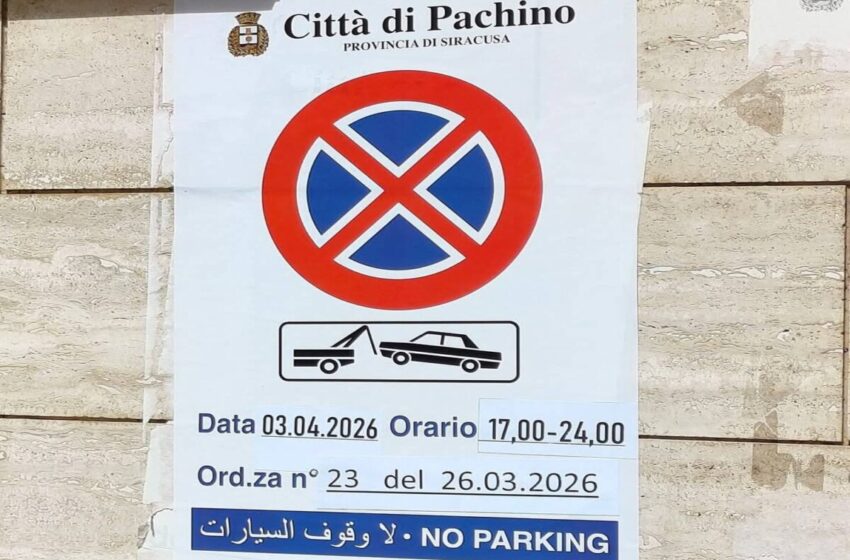 Città di Pachino
PROVINCIA DI SIRACUSA
Data 03.04.2026 Orario 17,00-24,00
Ord.za n° 23 del 26.03.2026
لا وقوف السيارات • NO PARKING